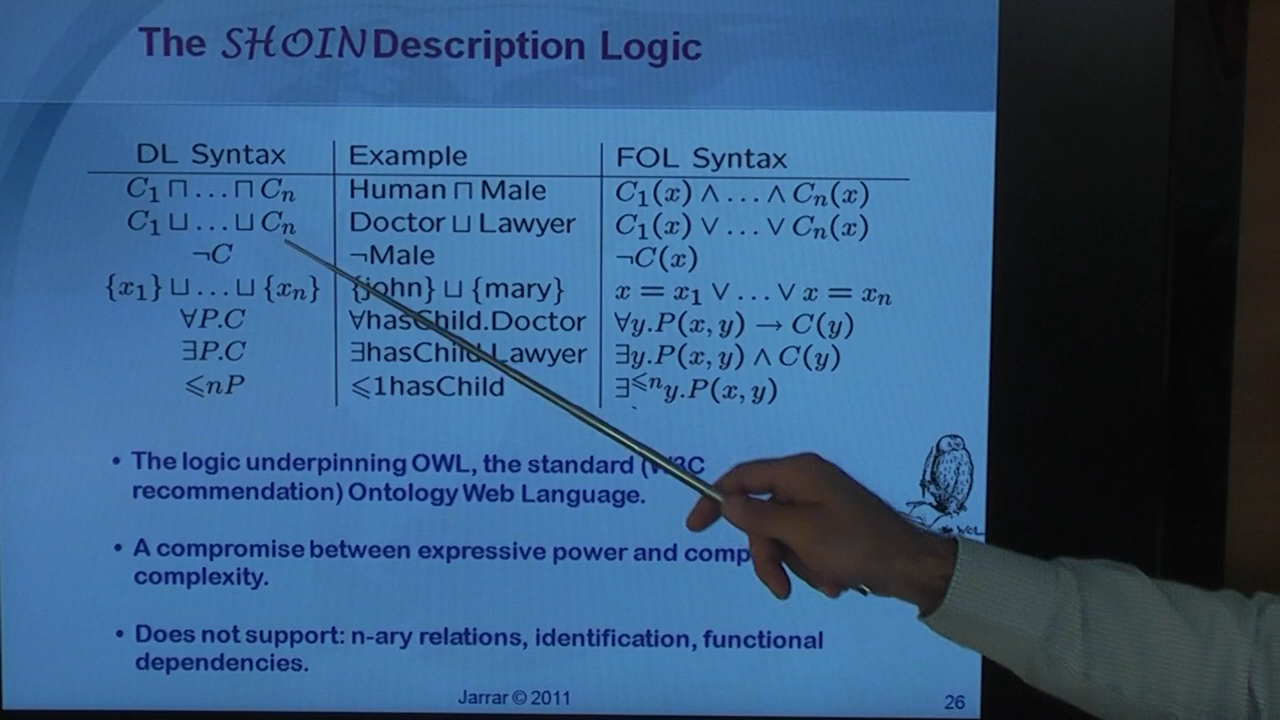 The SHOIN Description Logic
DL Syntax Example FOL Syntax
C₁ ⊓ … ⊓ Cₙ Human ⊓ Male C₁(x) ∧ … ∧ Cₙ(x)
C₁ ⊔ … ⊔ Cₙ Doctor ⊔ Lawyer C₁(x) ∨ … ∨ Cₙ(x)
¬C ¬Male ¬C(x)
{x₁} ⊔ … ⊔ {xₙ} {john} ⊔ {mary} x = x₁ ∨ … ∨ x = xₙ
∀P.C ∀hasChild.Doctor ∀y.P(x, y) → C(y)
∃P.C ∃hasChild.Lawyer ∃y.P(x, y) ∧ C(y)
⩽nP ⩽1hasChild ∃⩽ⁿy.P(x, y)
• The logic underpinning OWL, the standard (W3C
recommendation) Ontology Web Language.
• A compromise between expressive power and
complexity.
• Does not support: n-ary relations, identification, functional
dependencies.
Jarrar © 2011 26